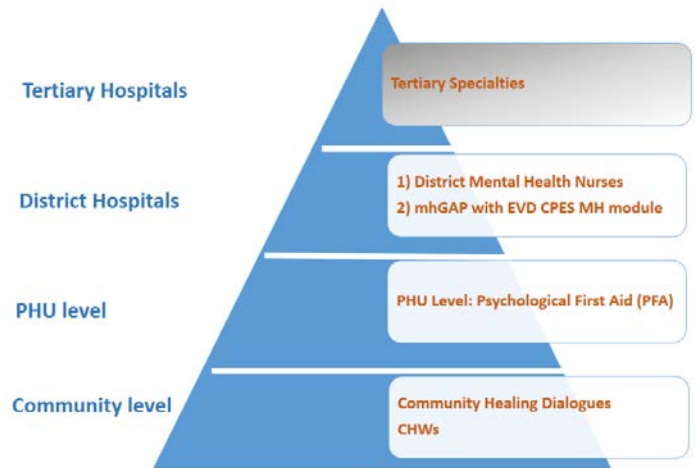 Tertiary Hospitals
Tertiary Specialties
District Hospitals
1) District Mental Health Nurses
2) mhGAP with EVD CPES MH module
PHU level
PHU Level: Psychological First Aid (PFA)
Community level
Community Healing Dialogues
CHWs